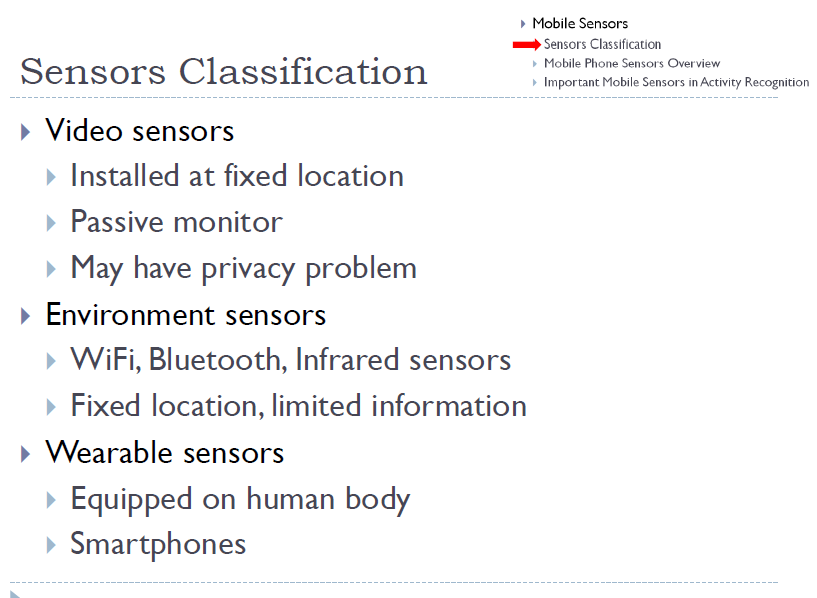 Mobile Sensors
Sensors Classification
Mobile Phone Sensors Overview
Important Mobile Sensors in Activity Recognition
Sensors Classification
Video sensors
Installed at fixed location
Passive monitor
May have privacy problem
Environment sensors
WiFi, Bluetooth, Infrared sensors
Fixed location, limited information
Wearable sensors
Equipped on human body
Smartphones